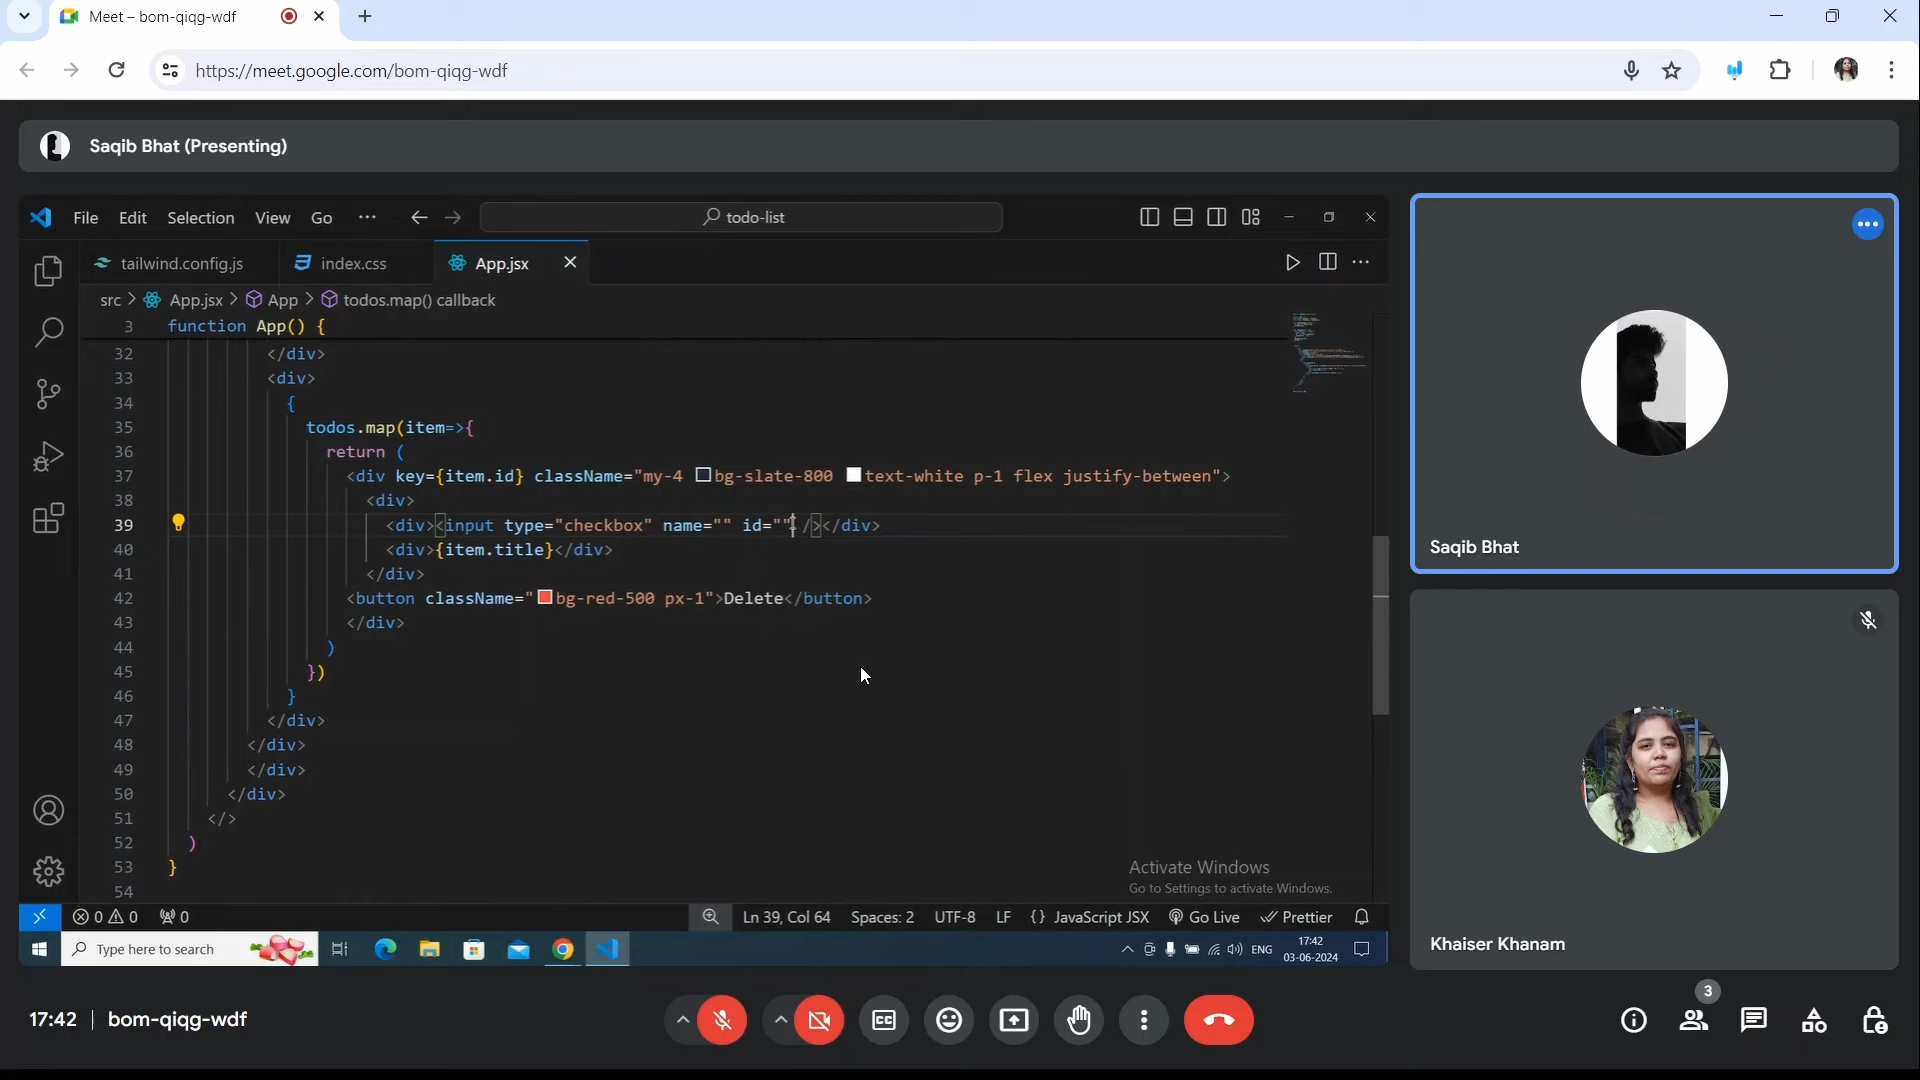 Meet – bom-qiqg-wdf
https://meet.google.com/bom-qiqg-wdf
Saqib Bhat (Presenting)
File Edit Selection View Go ... todo-list
tailwind.config.js index.css App.jsx
src > App.jsx > App > todos.map() callback
3 function App() {
32 </div>
33 <div>
34 {
35 todos.map(item=>{
36 return (
37 <div key={item.id} className="my-4 bg-slate-800 text-white p-1 flex justify-between">
38 <div>
39 <div><input type="checkbox" name="" id="" /></div>
40 <div>{item.title}</div>
41 </div>
42 <button className="bg-red-500 px-1">Delete</button>
43 </div>
44 )
45 })
46 }
47 </div>
48 </div>
49 </div>
50 </div>
51 </>
52 )
53 }
54
Activate Windows
Go to Settings to activate Windows.
0 0 0 Ln 39, Col 64 Spaces: 2 UTF-8 LF {} JavaScript JSX Go Live Prettier
Type here to search ENG 17:42
03-06-2024
Saqib Bhat
Khaiser Khanam
17:42 | bom-qiqg-wdf
CC
3